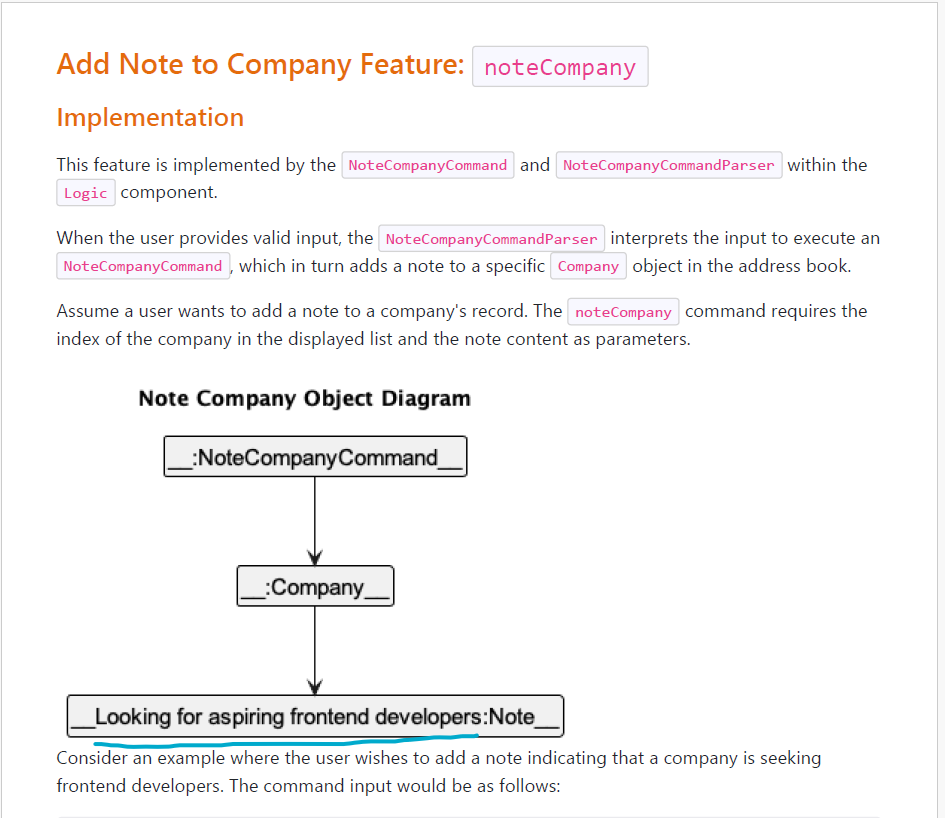 Add Note to Company Feature: noteCompany
Implementation
This feature is implemented by the NoteCompanyCommand and NoteCompanyCommandParser within the
Logic component.
When the user provides valid input, the NoteCompanyCommandParser interprets the input to execute an
NoteCompanyCommand, which in turn adds a note to a specific Company object in the address book.
Assume a user wants to add a note to a company's record. The noteCompany command requires the
index of the company in the displayed list and the note content as parameters.
Note Company Object Diagram
__:NoteCompanyCommand__
__:Company__
__Looking for aspiring frontend developers:Note__
Consider an example where the user wishes to add a note indicating that a company is seeking
frontend developers. The command input would be as follows: